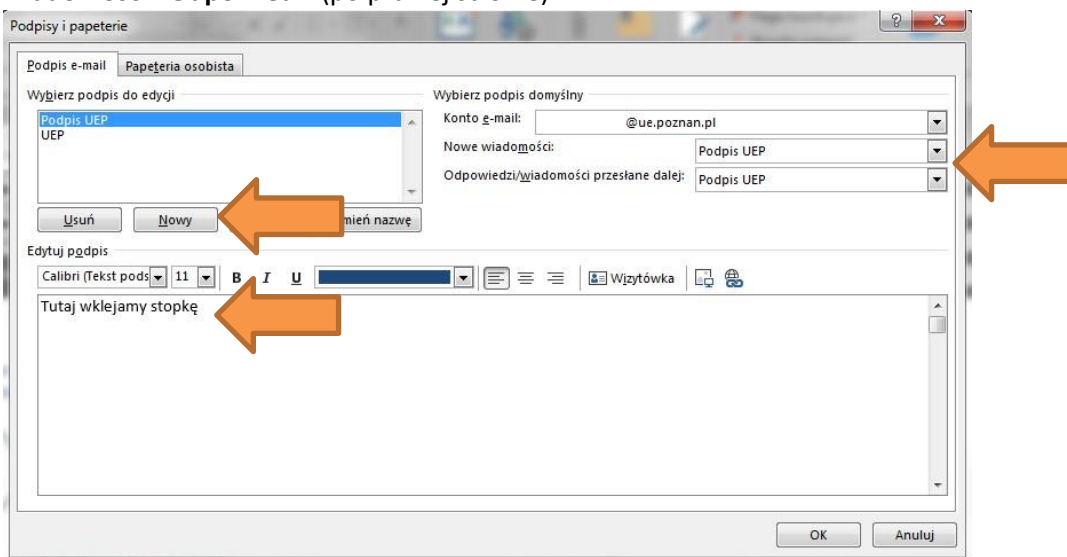 Podpisy i papeterie
Podpis e-mail Papeteria osobista
Wybierz podpis do edycji
Podpis UEP
UEP
Usuń Nowy mień nazwę
Wybierz podpis domyślny
Konto e-mail: @ue.poznan.pl
Nowe wiadomości: Podpis UEP
Odpowiedzi/wiadomości przesłane dalej: Podpis UEP
Edytuj podpis
Calibri (Tekst pods 11 B I U Wizytówka
Tutaj wklejamy stopkę
OK Anuluj